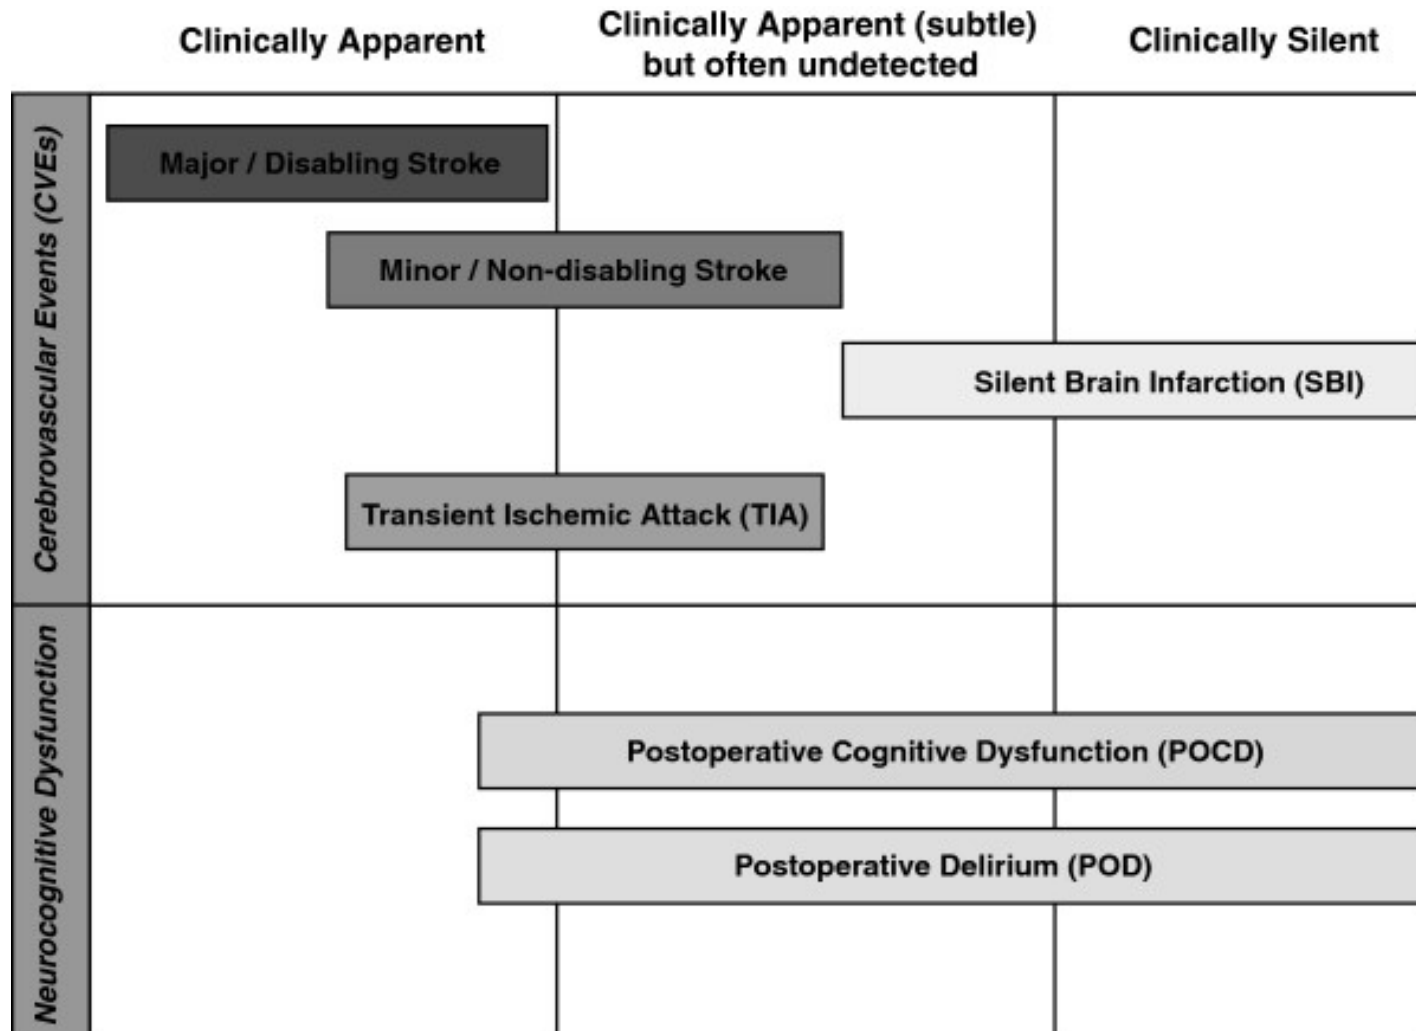 Clinically Apparent
Clinically Apparent (subtle)
but often undetected
Clinically Silent
Cerebrovascular Events (CVEs)
Major / Disabling Stroke
Minor / Non-disabling Stroke
Silent Brain Infarction (SBI)
Transient Ischemic Attack (TIA)
Neurocognitive Dysfunction
Postoperative Cognitive Dysfunction (POCD)
Postoperative Delirium (POD)